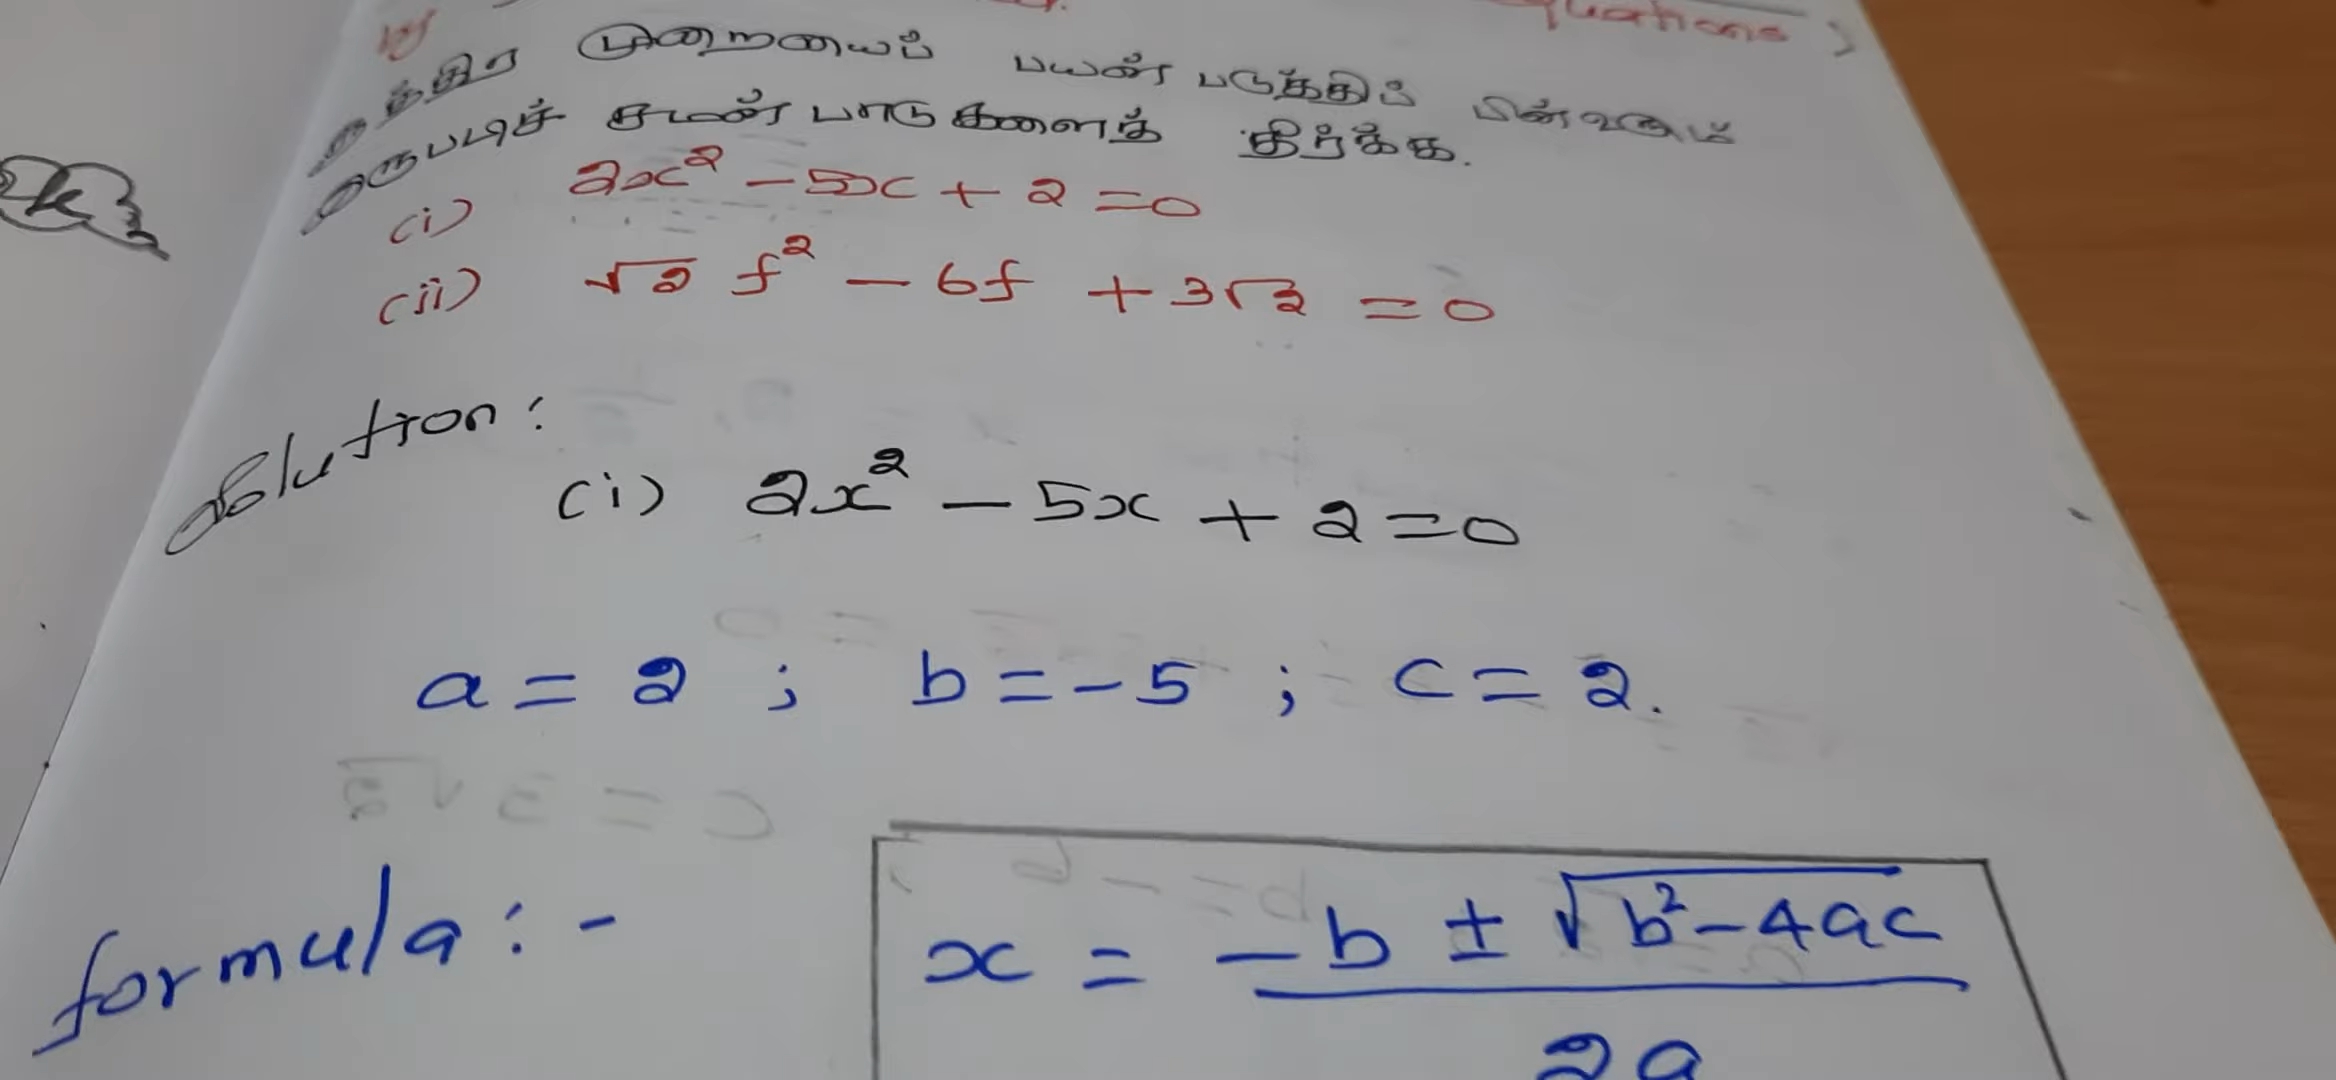 quations)
சூத்திர முறையைப் பயன்படுத்திப் பின்வரும்
இருபடிச் சமன்பாடுகளைத் தீர்க்க.
(i) 2x² - 5x + 2 = 0
(ii) √2 f² - 6f + 3√2 = 0
Solution:
(i) 2x² - 5x + 2 = 0
a = 2 ; b = -5 ; c = 2.
formula :- x = -b ± √b²-4ac
2a